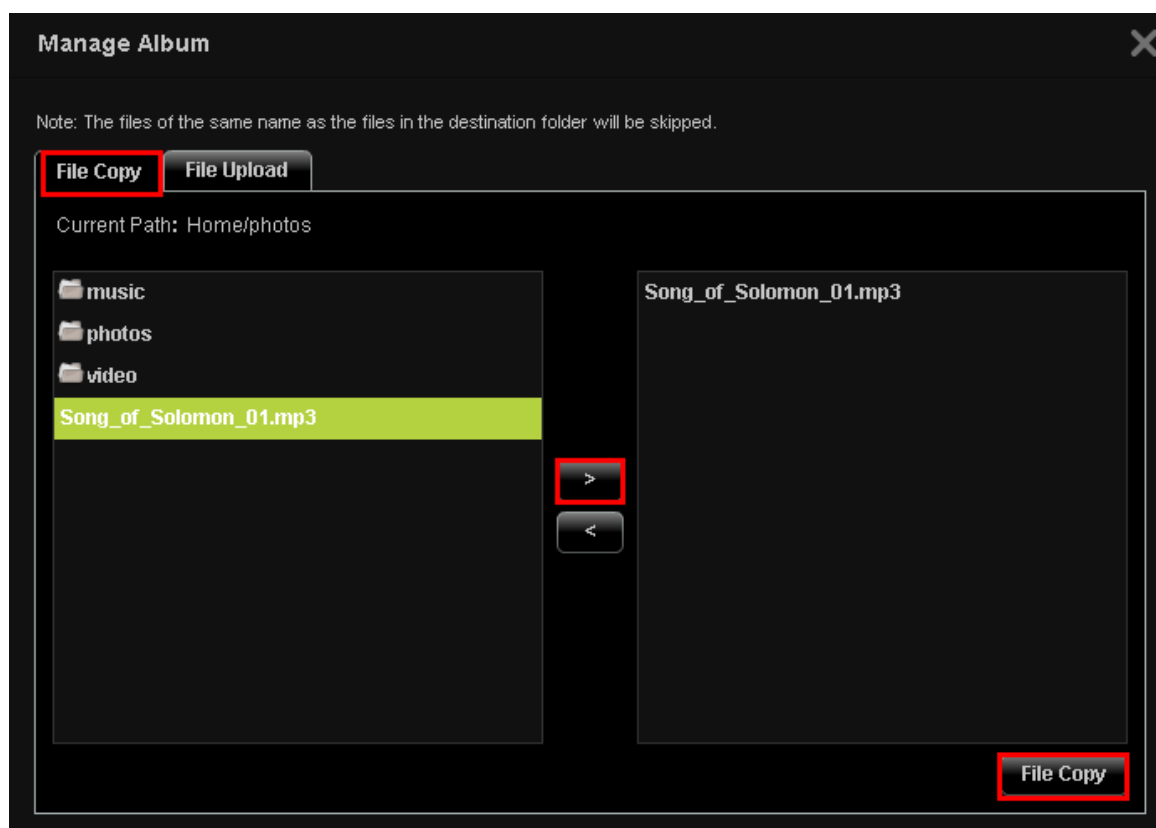 Manage Album
Note: The files of the same name as the files in the destination folder will be skipped.
File Copy
File Upload
Current Path: Home/photos
music
photos
video
Song_of_Solomon_01.mp3
>
<
Song_of_Solomon_01.mp3
File Copy